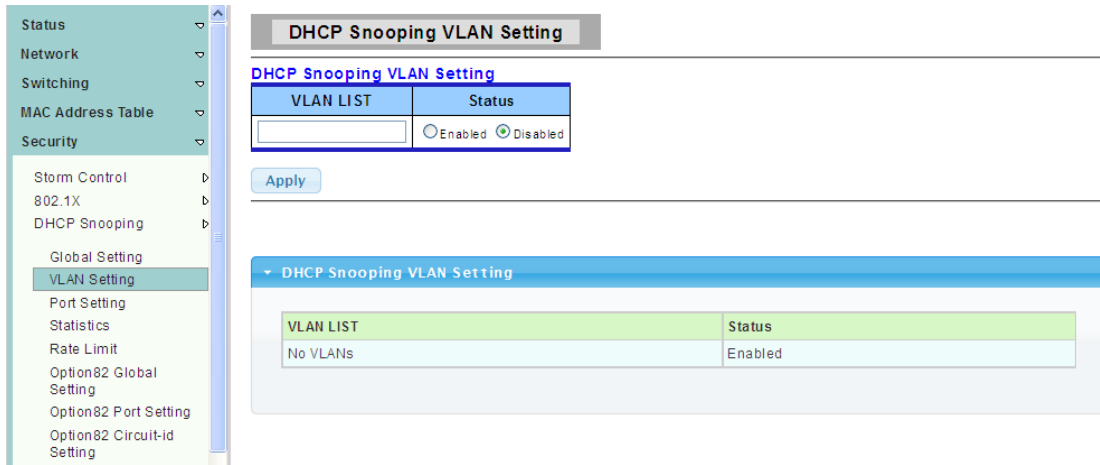 Status
Network
Switching
MAC Address Table
Security
Storm Control
802.1X
DHCP Snooping
Global Setting
VLAN Setting
Port Setting
Statistics
Rate Limit
Option82 Global
Setting
Option82 Port Setting
Option82 Circuit-id
Setting
DHCP Snooping VLAN Setting
DHCP Snooping VLAN Setting
VLAN LIST Status
Enabled Disabled
Apply
DHCP Snooping VLAN Setting
VLAN LIST Status
No VLANs Enabled